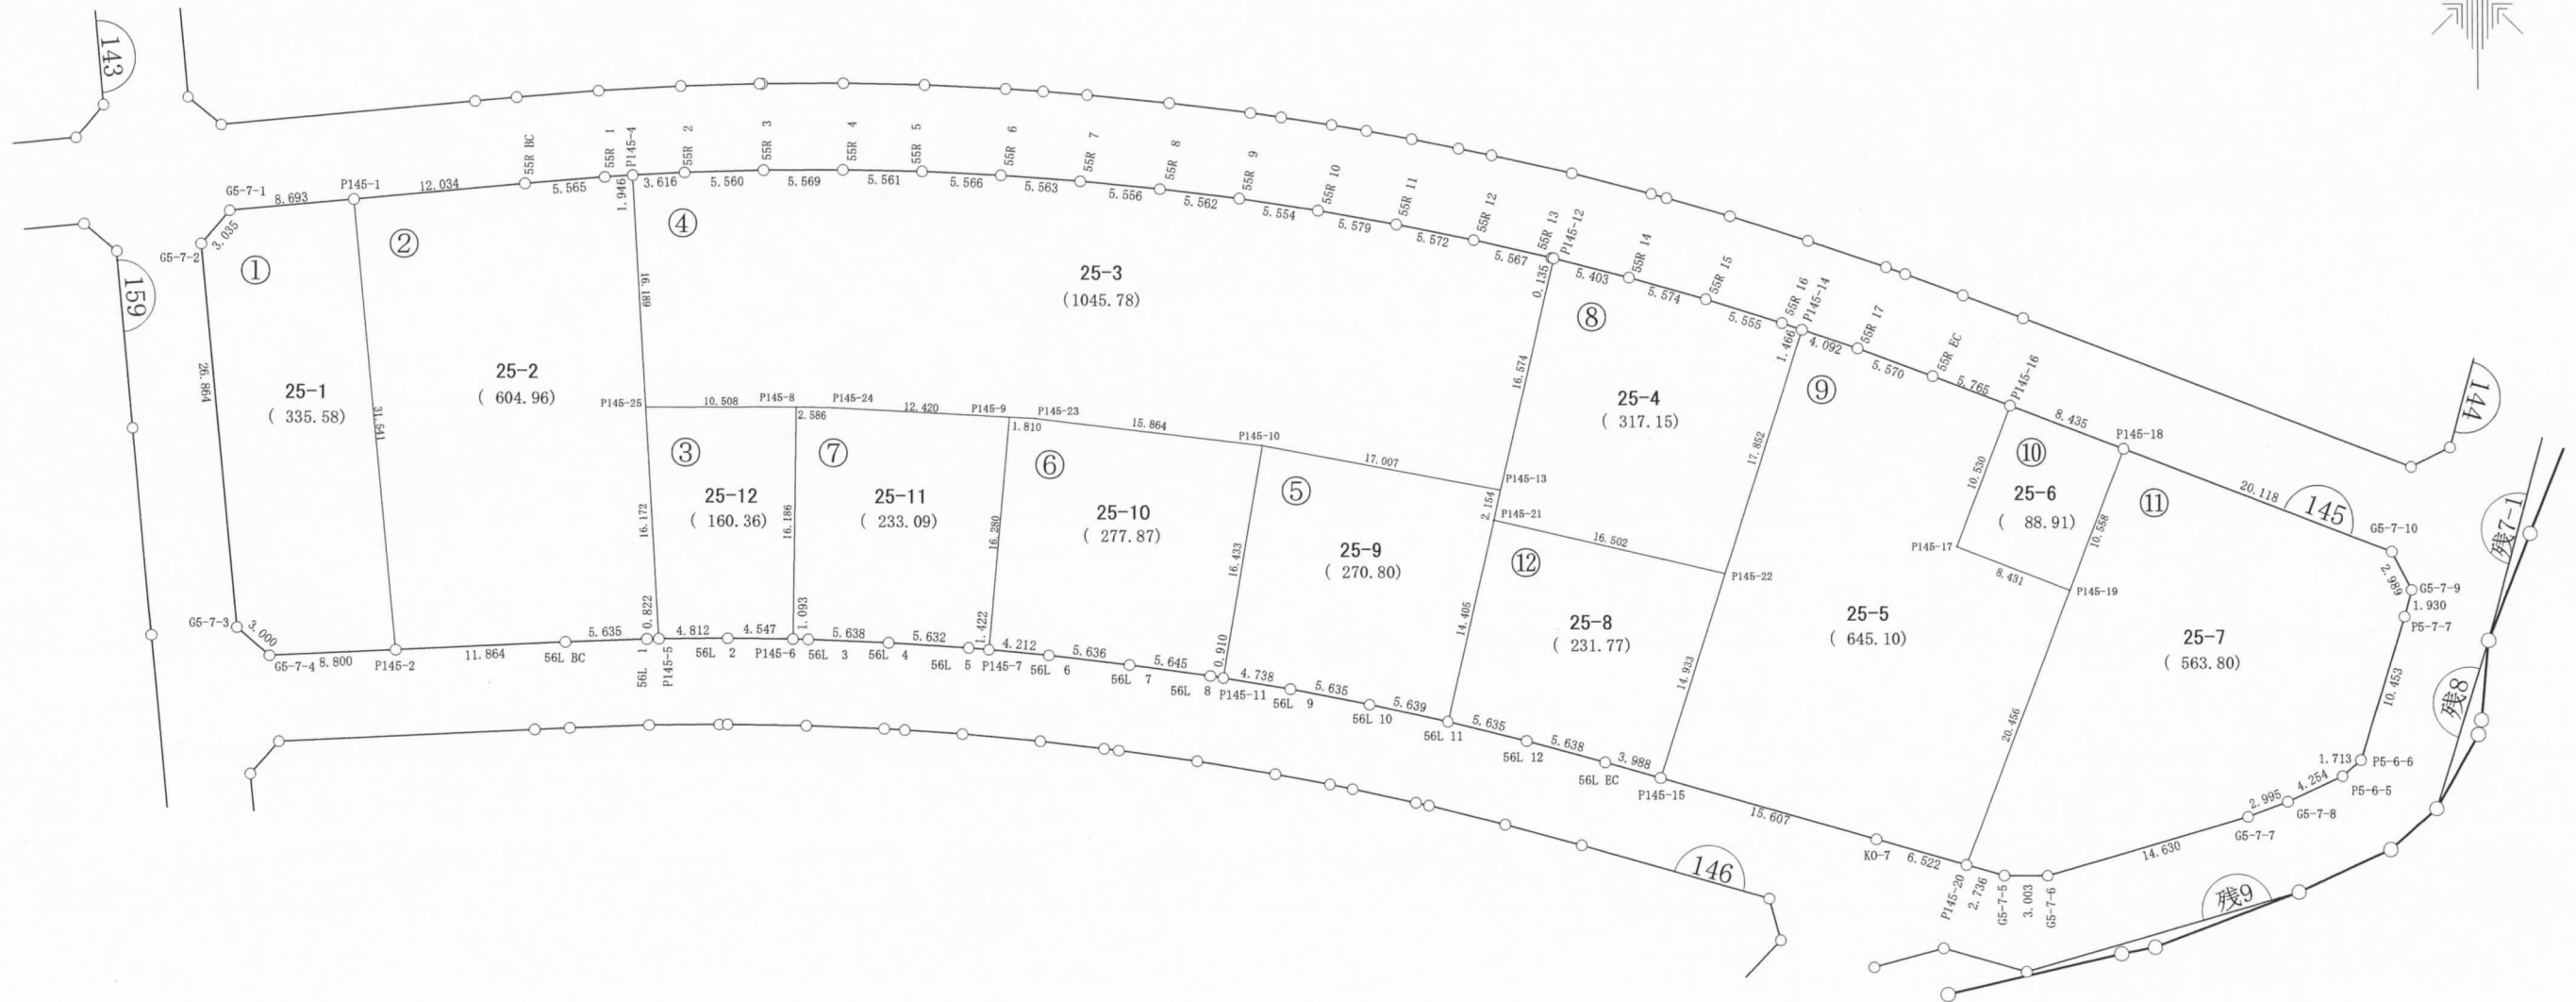 143
159
144
145
146
残7-1
残8
残9
G5-7-1
8.693
P145-1
12.034
55R BC
5.565
55R 1
P145-4
1.946
3.616
55R 2
5.560
55R 3
5.569
55R 4
5.561
55R 5
5.566
55R 6
5.563
55R 7
5.556
55R 8
5.562
55R 9
5.554
55R 10
5.579
55R 11
5.572
55R 12
5.567
55R 13
P145-12
0.135
5.403
55R 14
5.574
55R 15
5.555
55R 16
P145-14
1.466
4.092
55R 17
5.570
55R EC
5.765
P145-16
8.435
P145-18
20.118
G5-7-10
2.989
G5-7-9
1.930
P5-7-7
10.453
P5-6-6
1.713
P5-6-5
4.254
G5-7-8
2.995
G5-7-7
14.630
G5-7-6
3.003
G5-7-5
2.736
P145-20
6.522
KO-7
15.607
P145-15
3.988
56L EC
5.638
56L 12
5.635
56L 11
5.639
56L 10
5.635
56L 9
4.738
P145-11
0.910
56L 8
5.645
56L 7
5.636
56L 6
4.212
P145-7
1.422
56L 5
5.632
56L 4
5.638
56L 3
1.093
P145-6
4.547
56L 2
4.812
P145-5
0.822
56L 1
5.635
56L BC
11.864
P145-2
8.800
G5-7-4
3.000
G5-7-3
26.864
G5-7-2
3.035
①
25-1
( 335.58)
31.541
②
25-2
( 604.96)
16.189
④
25-3
(1045.78)
P145-25
10.508
P145-8
2.586
P145-24
12.420
P145-9
1.810
P145-23
15.864
P145-10
17.007
P145-13
2.154
P145-21
16.502
P145-22
16.172
③
25-12
( 160.36)
16.186
⑦
25-11
( 233.09)
16.280
⑥
25-10
( 277.87)
16.433
⑤
25-9
( 270.80)
14.405
16.574
⑧
25-4
( 317.15)
17.852
⑫
25-8
( 231.77)
14.933
⑨
25-5
( 645.10)
10.530
⑩
25-6
( 88.91)
P145-17
8.431
P145-19
10.558
20.456
⑪
25-7
( 563.80)